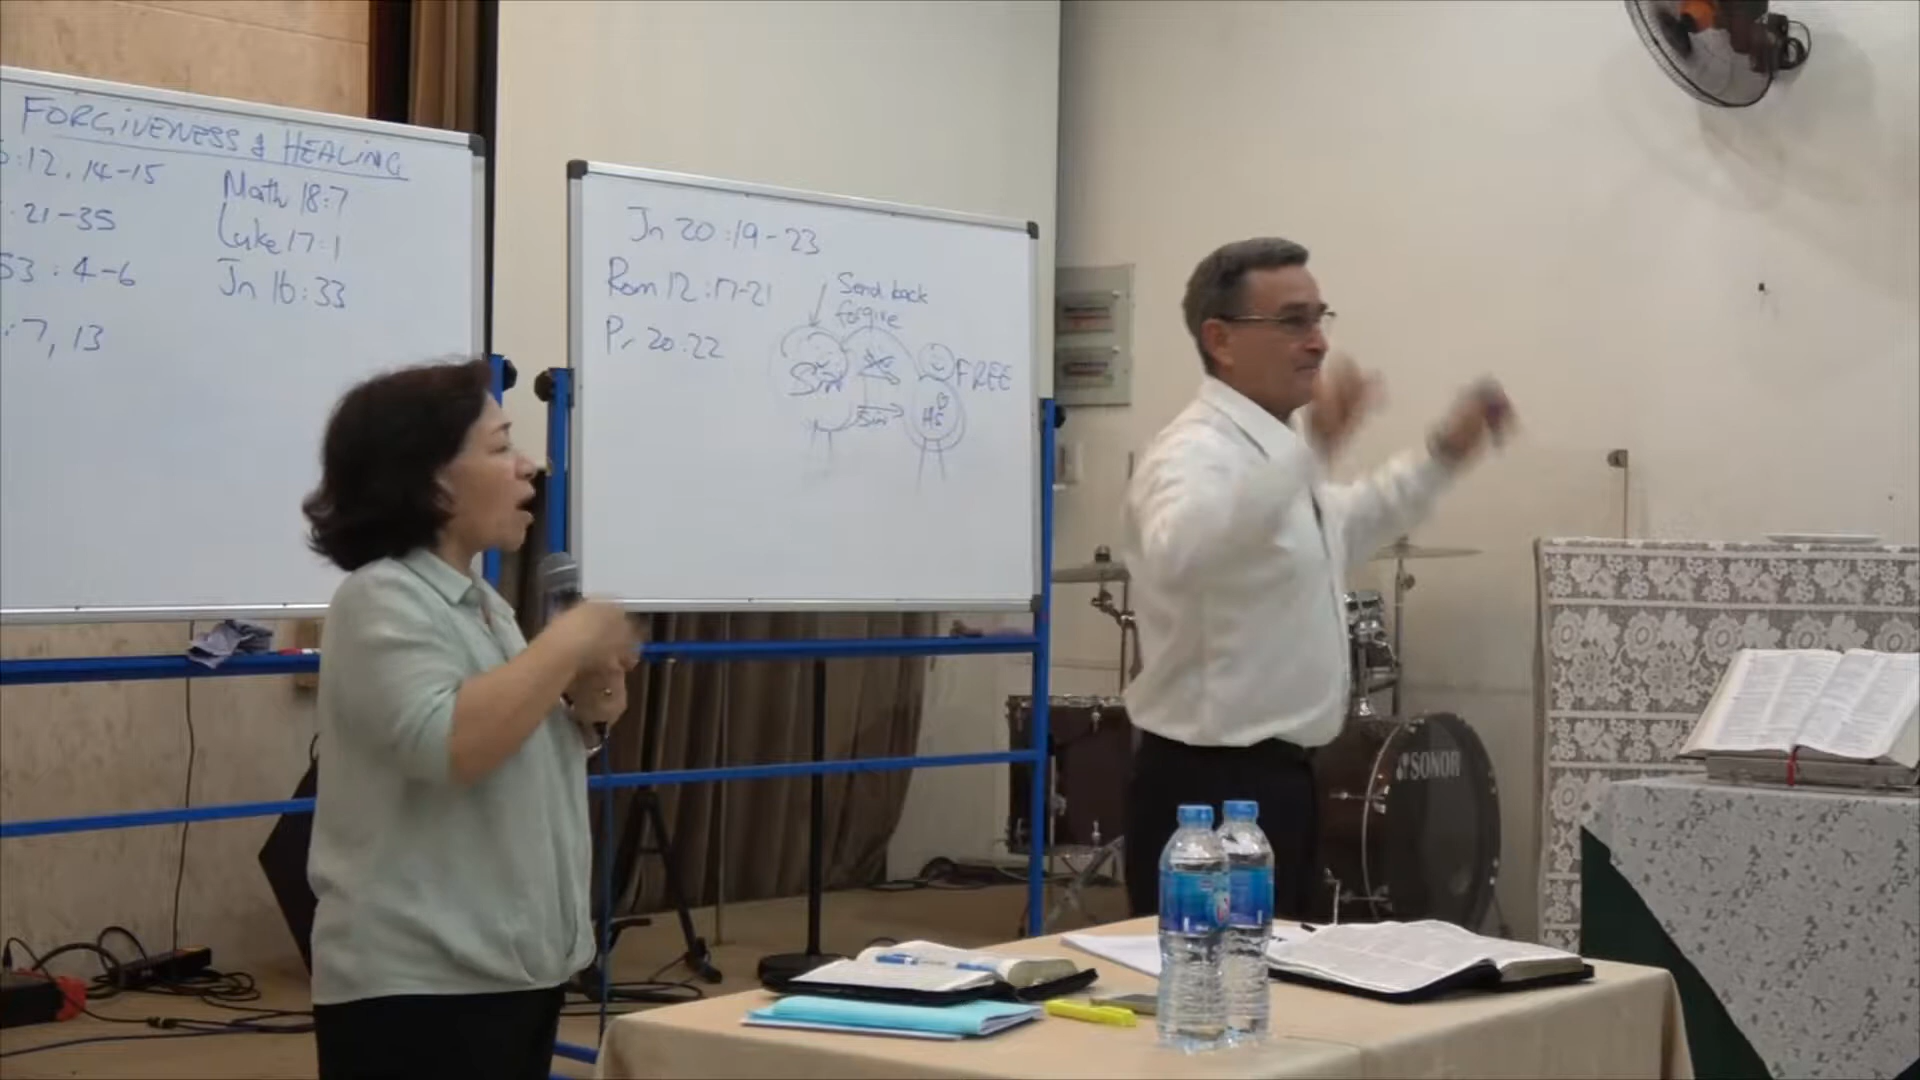 FORGIVENESS & HEALING
:12, 14-15
Math 18:7
:21-35
Luke 17:1
53:4-6
Jn 16:33
:7, 13
Jn 20:19-23
Rom 12:17-21
Send back
forgive
Pr 20:22
Sin
FREE
Sin
HS
SONOR